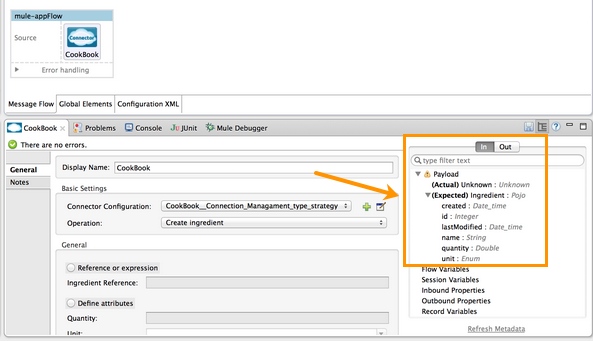 mule-appFlow
Source
Connector
CookBook
Error handling
Message Flow Global Elements Configuration XML
CookBook Problems Console JU JUnit Mule Debugger
There are no errors.
General
Notes
Display Name: CookBook
Basic Settings
Connector Configuration: CookBook__Connection_Managament_type_strategy
Operation: Create ingredient
General
Reference or expression
Ingredient Reference:
Define attributes
Quantity:
Unit:
In Out
type filter text
Payload
(Actual) Unknown : Unknown
(Expected) Ingredient : Pojo
created : Date_time
id : Integer
lastModified : Date_time
name : String
quantity : Double
unit : Enum
Flow Variables
Session Variables
Inbound Properties
Outbound Properties
Record Variables
Refresh Metadata